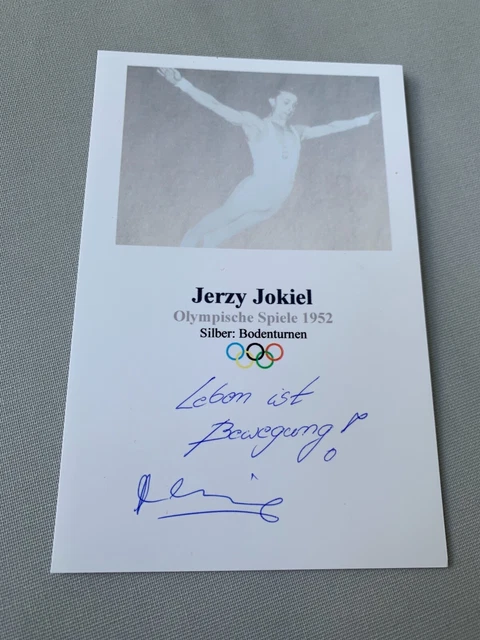 Jerzy Jokiel
Olympische Spiele 1952
Silber: Bodenturnen
Leben ist
Bewegung!